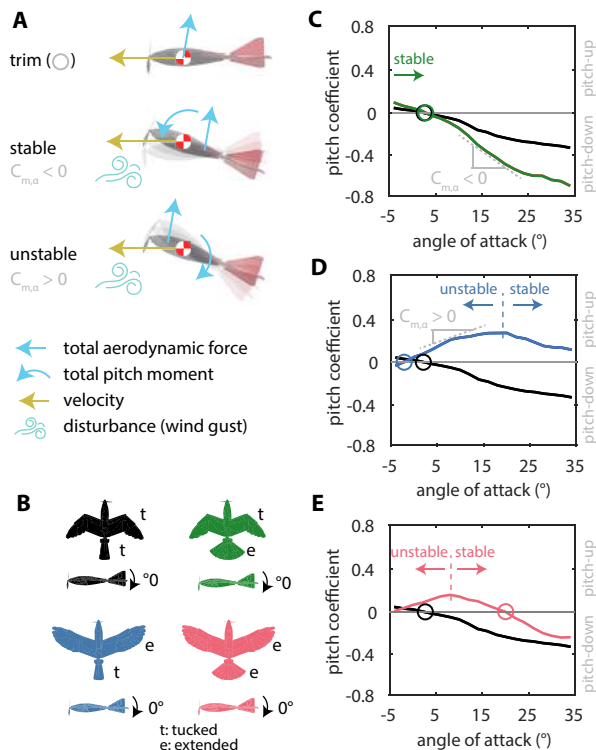 A
trim (○)
stable
Cm,α < 0
unstable
Cm,α > 0
total aerodynamic force
total pitch moment
velocity
disturbance (wind gust)
B
t
t
t
e
°0
°0
e
t
e
e
0°
0°
t: tucked
e: extended
C
stable
pitch coefficient
0.8
0.4
0
-0.4
-0.8
Cm,α < 0
-5
5
15
25
35
angle of attack (°)
pitch-up
pitch-down
D
unstable
stable
Cm,α > 0
pitch coefficient
0.8
0.4
0
-0.4
0.8
-5
5
15
25
35
angle of attack (°)
pitch-up
pitch-down
E
unstable
stable
pitch coefficient
0.8
0.4
0
-0.4
-0.8
-5
5
15
25
35
angle of attack (°)
pitch-up
pitch-down